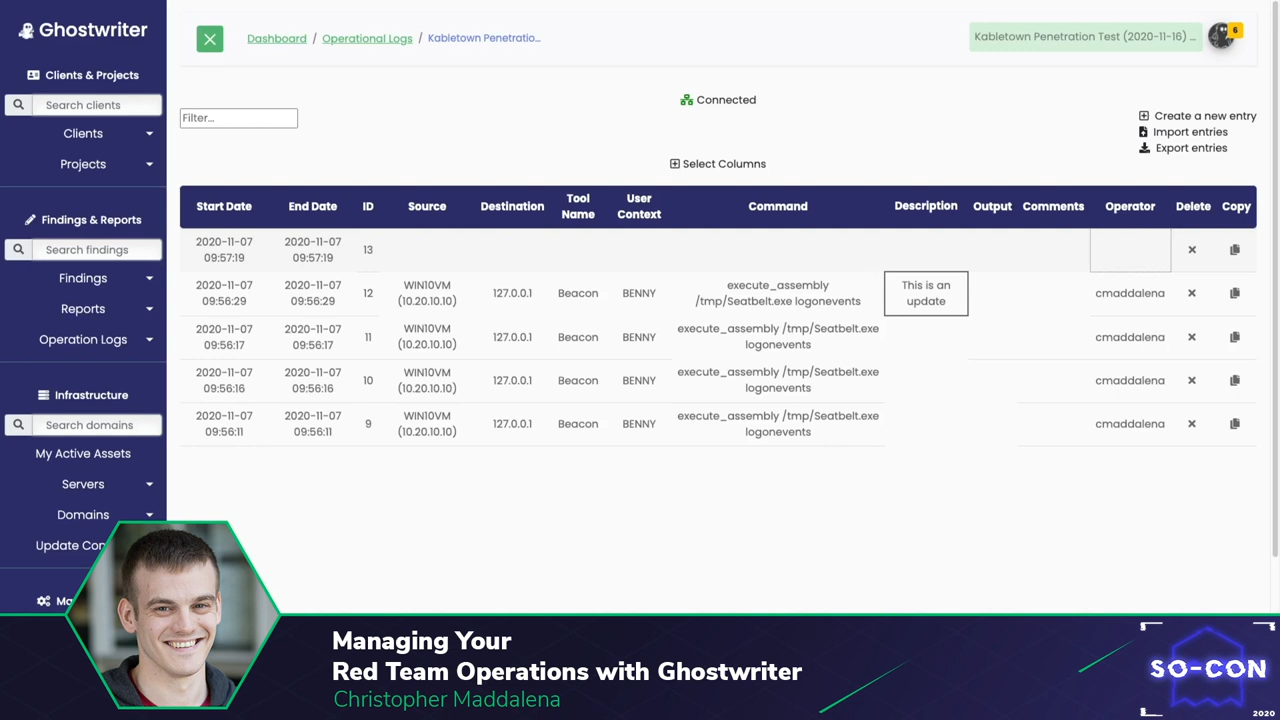 Ghostwriter
Clients & Projects
Search clients
Clients
Projects
Findings & Reports
Search findings
Findings
Reports
Operation Logs
Infrastructure
Search domains
My Active Assets
Servers
Domains
Update Con
Ma
Dashboard / Operational Logs / Kabletown Penetratio...
Kabletown Penetration Test (2020-11-16) ...
6
Connected
Filter...
Create a new entry
Import entries
Export entries
Select Columns
Start Date End Date ID Source Destination Tool Name User Context Command Description Output Comments Operator Delete Copy
2020-11-07 2020-11-07
09:57:19 09:57:19 13
2020-11-07 2020-11-07 12 WIN10VM 127.0.0.1 Beacon BENNY execute_assembly This is an cmaddalena
09:56:29 09:56:29 (10.20.10.10) /tmp/Seatbelt.exe logonevents update
2020-11-07 2020-11-07 11 WIN10VM 127.0.0.1 Beacon BENNY execute_assembly /tmp/Seatbelt.exe cmaddalena
09:56:17 09:56:17 (10.20.10.10) logonevents
2020-11-07 2020-11-07 10 WIN10VM 127.0.0.1 Beacon BENNY execute_assembly /tmp/Seatbelt.exe cmaddalena
09:56:16 09:56:16 (10.20.10.10) logonevents
2020-11-07 2020-11-07 9 WIN10VM 127.0.0.1 Beacon BENNY execute_assembly /tmp/Seatbelt.exe cmaddalena
09:56:11 09:56:11 (10.20.10.10) logonevents
Managing Your
Red Team Operations with Ghostwriter
Christopher Maddalena
SO-CON
2020